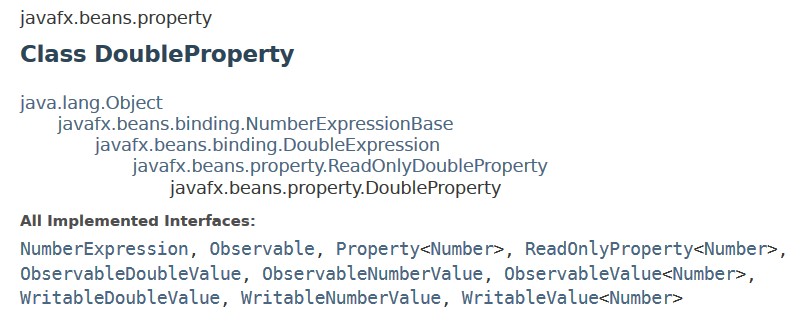 javafx.beans.property
Class DoubleProperty
java.lang.Object
javafx.beans.binding.NumberExpressionBase
javafx.beans.binding.DoubleExpression
javafx.beans.property.ReadOnlyDoubleProperty
javafx.beans.property.DoubleProperty
All Implemented Interfaces:
NumberExpression, Observable, Property<Number>, ReadOnlyProperty<Number>,
ObservableDoubleValue, ObservableNumberValue, ObservableValue<Number>,
WritableDoubleValue, WritableNumberValue, WritableValue<Number>